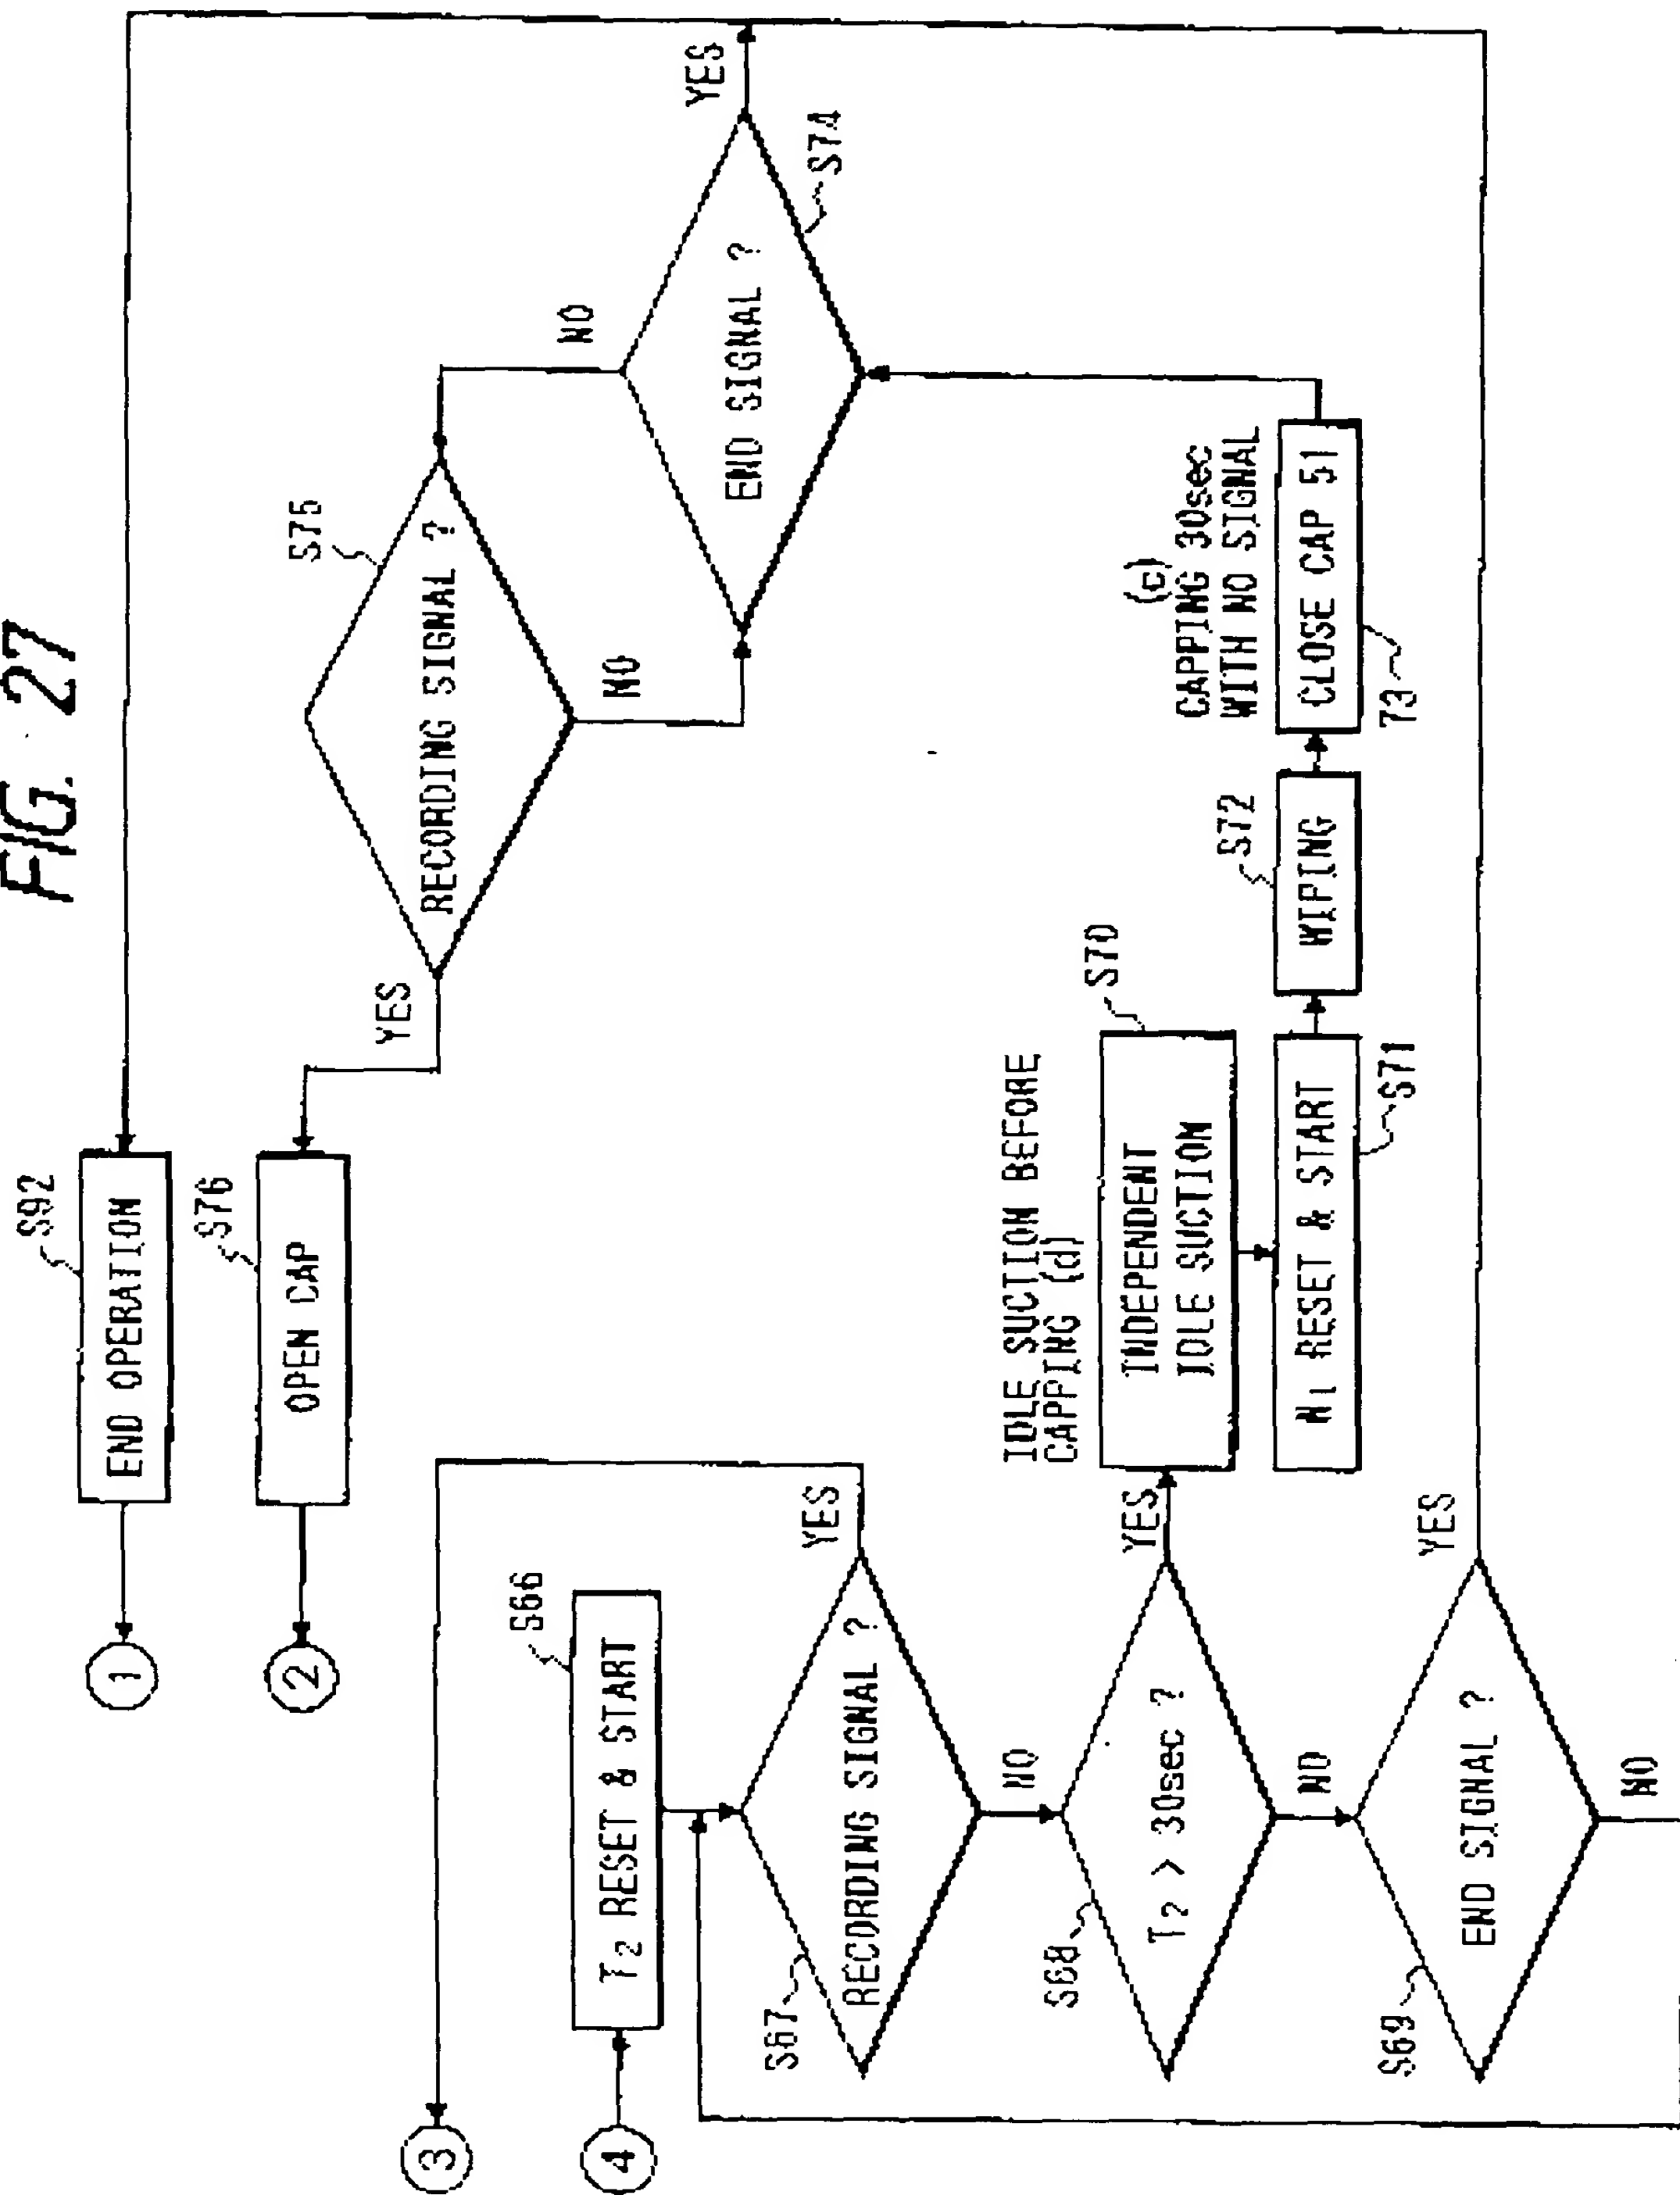 FIG. 27
1
END OPERATION
S92
2
OPEN CAP
S76
3
YES
RECORDING SIGNAL ?
S75
NO
NO
END SIGNAL ?
S74
YES
4
T2 RESET & START
S66
S67
RECORDING SIGNAL ?
YES
NO
S68
T2 > 30sec ?
YES
NO
S69
END SIGNAL ?
YES
NO
IDLE SUCTION BEFORE
CAPPING (d)
INDEPENDENT
IDLE SUCTION
S70
N1 RESET & START
S71
WIPING
S72
(c)
CAPPING 30sec
WITH NO SIGNAL
CLOSE CAP 51
73